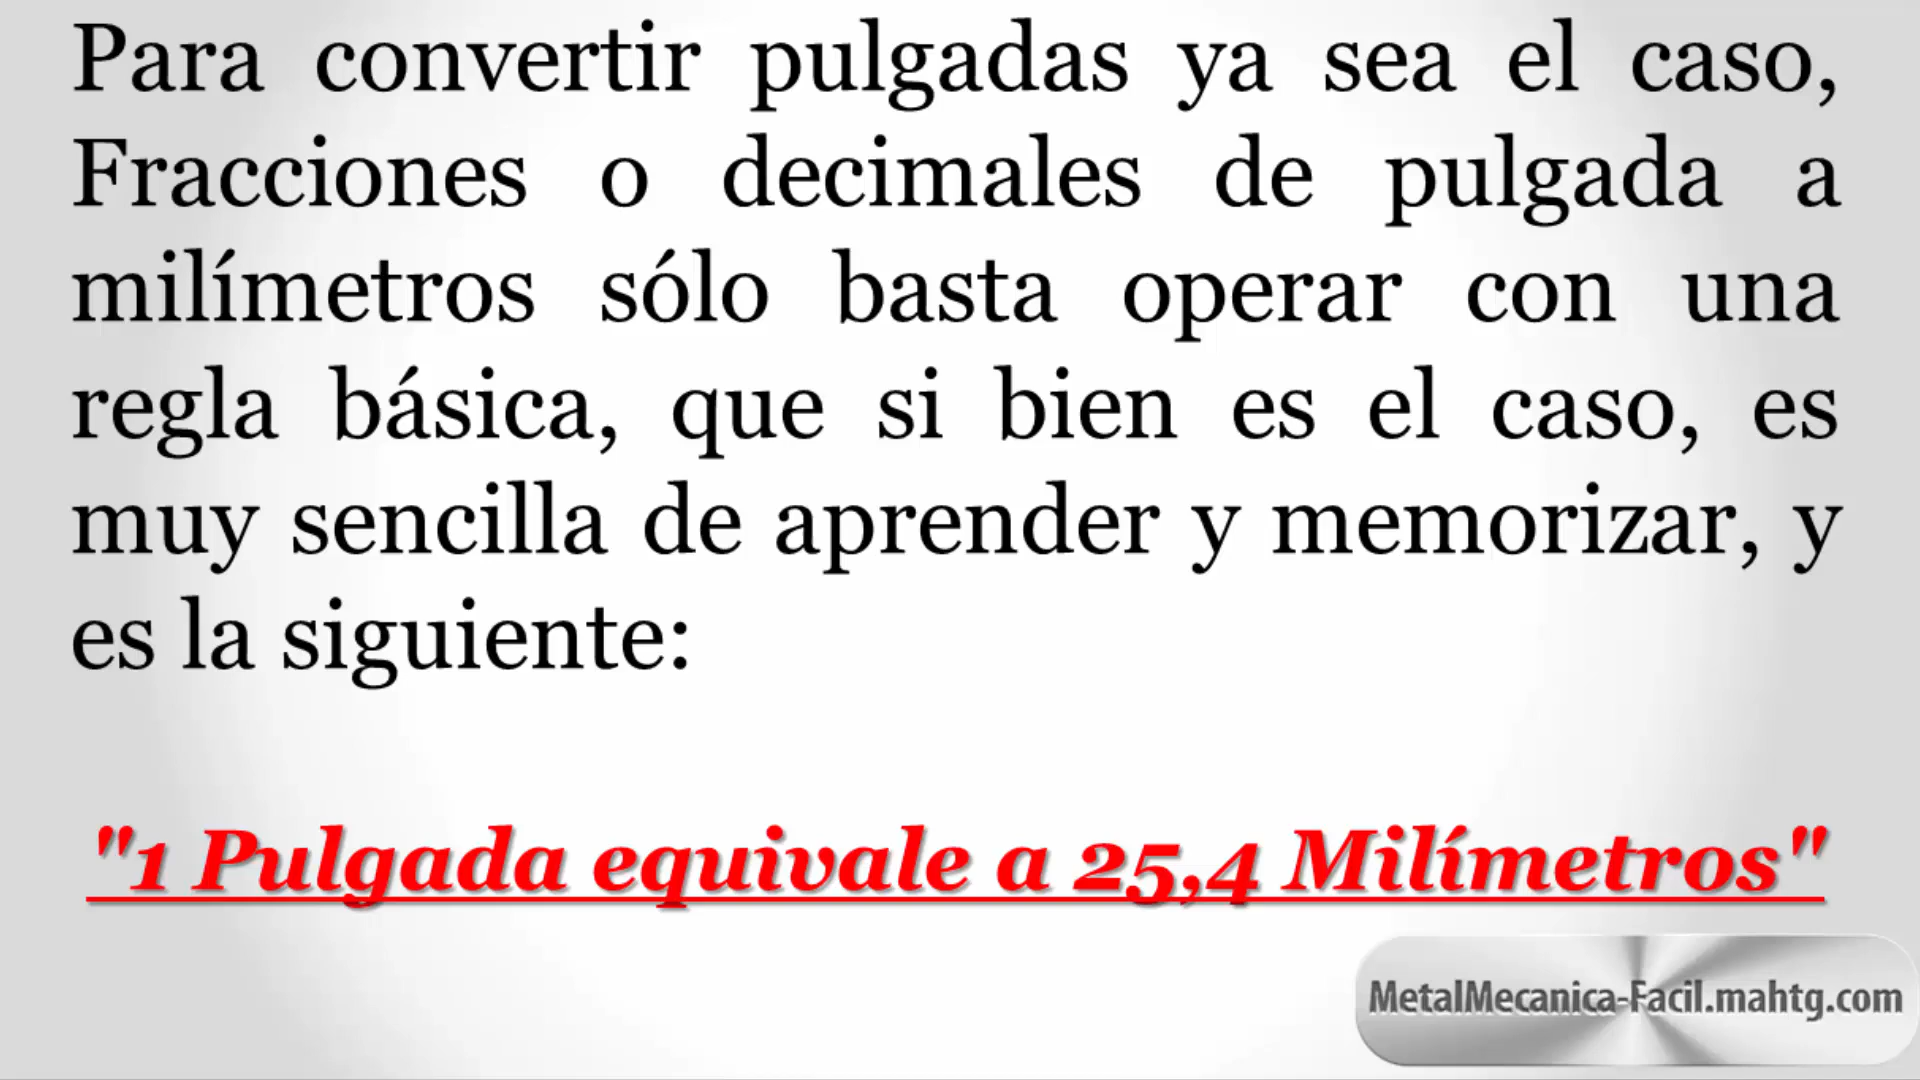 Para convertir pulgadas ya sea el caso,
Fracciones o decimales de pulgada a
milímetros sólo basta operar con una
regla básica, que si bien es el caso, es
muy sencilla de aprender y memorizar, y
es la siguiente:
"1 Pulgada equivale a 25,4 Milímetros"
MetalMecanica-Facil.mahtg.com